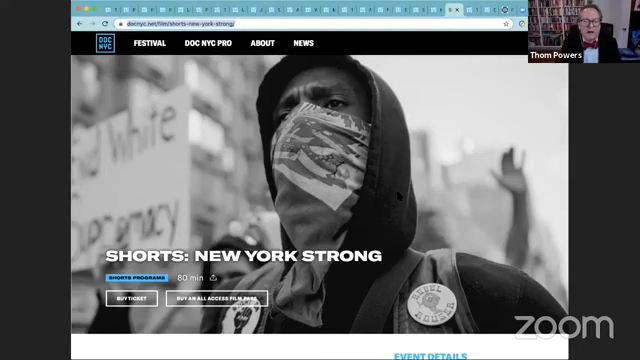 docnyc.net/film/shorts-new-york-strong/
DOC
NYC
FESTIVAL
DOC NYC PRO
ABOUT
NEWS
Thom Powers
End White
Supremacy
SHORTS: NEW YORK STRONG
SHORTS PROGRAMS
80 min
BUY TICKET
BUY AN ALL ACCESS FILM PASS
REBEL
EVENT DETAILS
zoom